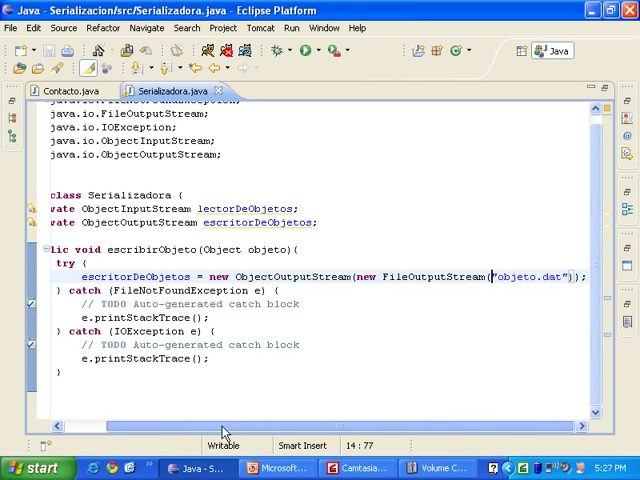 Java - Serializacion/src/Serializadora.java - Eclipse Platform
File Edit Source Refactor Navigate Search Project Tomcat Run Window Help
Java
Contacto.java Serializadora.java
java.io.FileNotFoundException;
java.io.FileOutputStream;
java.io.IOException;
java.io.ObjectInputStream;
java.io.ObjectOutputStream;
class Serializadora {
vate ObjectInputStream lectorDeObjetos;
vate ObjectOutputStream escritorDeObjetos;
lic void escribirObjeto(Object objeto){
try {
escritorDeObjetos = new ObjectOutputStream(new FileOutputStream("objeto.dat"));
} catch (FileNotFoundException e) {
// TODO Auto-generated catch block
e.printStackTrace();
} catch (IOException e) {
// TODO Auto-generated catch block
e.printStackTrace();
}
Writable Smart Insert 14 : 77
start Java - S... Microsoft... Camtasia... Volume C... 5:27 PM